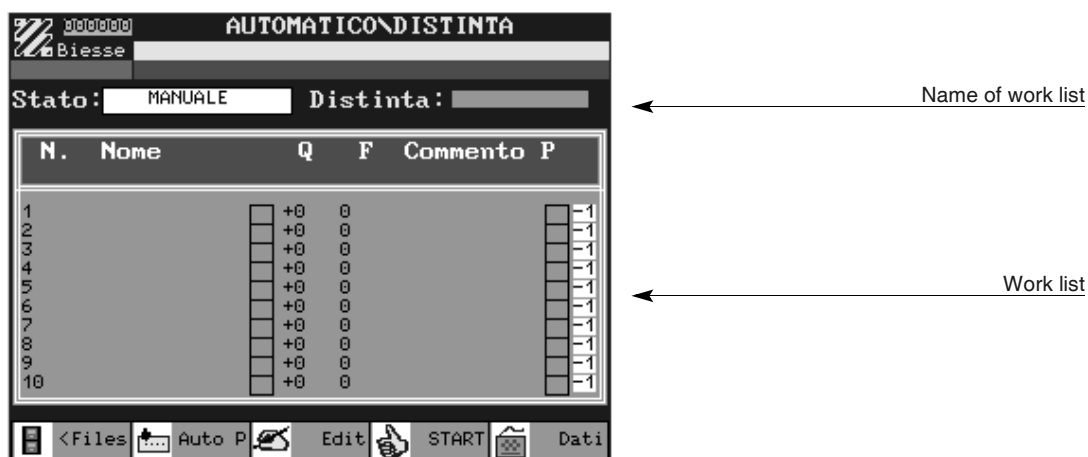 000000 AUTOMATICO\DISTINTA
Biesse
Stato: MANUALE Distinta:
Name of work list
N. Nome Q F Commento P
1 +0 0 -1
2 +0 0 -1
3 +0 0 -1
4 +0 0 -1
5 +0 0 -1
Work list
6 +0 0 -1
7 +0 0 -1
8 +0 0 -1
9 +0 0 -1
10 +0 0 -1
<Files Auto P Edit START Dati